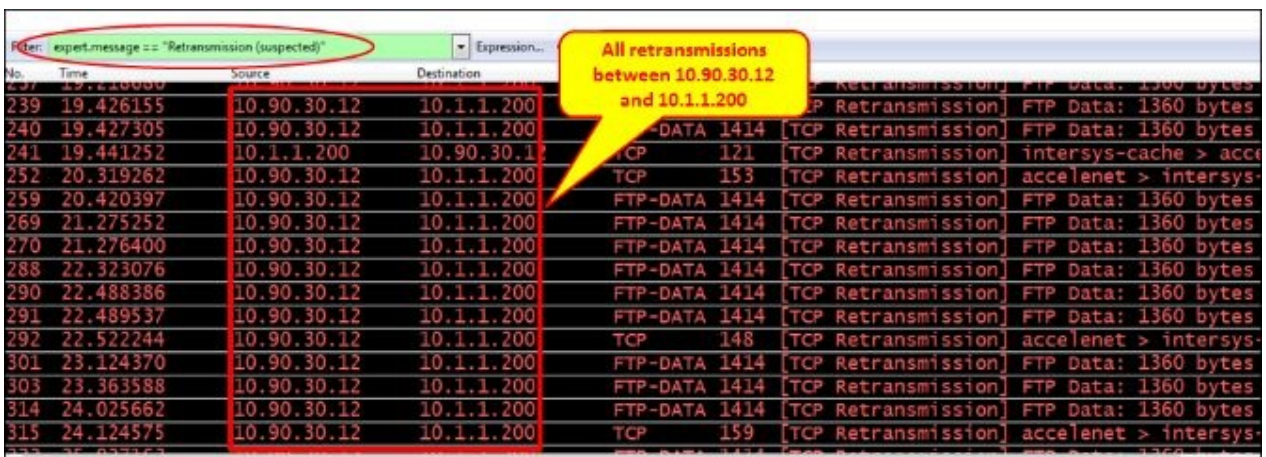 Filter: expert.message == "Retransmission (suspected)" Expression...
All retransmissions
between 10.90.30.12
and 10.1.1.200
No. Time Source Destination
237 19.218080 Retransmission] FTP Data: 1360 bytes
239 19.426155 10.90.30.12 10.1.1.200 Retransmission] FTP Data: 1360 bytes
240 19.427305 10.90.30.12 10.1.1.200 -DATA 1414 [TCP Retransmission] FTP Data: 1360 bytes
241 19.441252 10.1.1.200 10.90.30.12 TCP 121 [TCP Retransmission] intersys-cache > acce
252 20.319262 10.90.30.12 10.1.1.200 TCP 153 [TCP Retransmission] accelenet > intersys-
259 20.420397 10.90.30.12 10.1.1.200 FTP-DATA 1414 [TCP Retransmission] FTP Data: 1360 bytes
269 21.275252 10.90.30.12 10.1.1.200 FTP-DATA 1414 [TCP Retransmission] FTP Data: 1360 bytes
270 21.276400 10.90.30.12 10.1.1.200 FTP-DATA 1414 [TCP Retransmission] FTP Data: 1360 bytes
288 22.323076 10.90.30.12 10.1.1.200 FTP-DATA 1414 [TCP Retransmission] FTP Data: 1360 bytes
290 22.488386 10.90.30.12 10.1.1.200 FTP-DATA 1414 [TCP Retransmission] FTP Data: 1360 bytes
291 22.489537 10.90.30.12 10.1.1.200 FTP-DATA 1414 [TCP Retransmission] FTP Data: 1360 bytes
292 22.522244 10.90.30.12 10.1.1.200 TCP 148 [TCP Retransmission] accelenet > intersys-
301 23.124370 10.90.30.12 10.1.1.200 FTP-DATA 1414 [TCP Retransmission] FTP Data: 1360 bytes
303 23.363588 10.90.30.12 10.1.1.200 FTP-DATA 1414 [TCP Retransmission] FTP Data: 1360 bytes
314 24.025662 10.90.30.12 10.1.1.200 FTP-DATA 1414 [TCP Retransmission] FTP Data: 1360 bytes
315 24.124575 10.90.30.12 10.1.1.200 TCP 159 [TCP Retransmission] accelenet > intersys-